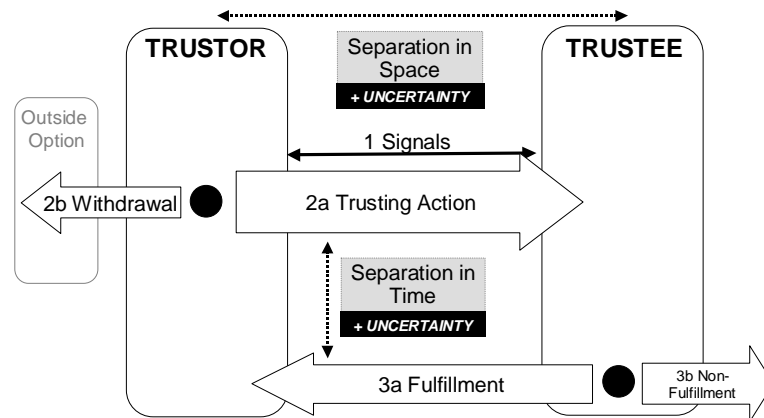 TRUSTOR
TRUSTEE
Separation in
Space
+ UNCERTAINTY
Outside
Option
1 Signals
2b Withdrawal
2a Trusting Action
Separation in
Time
+ UNCERTAINTY
3a Fulfillment
3b Non-
Fulfillment